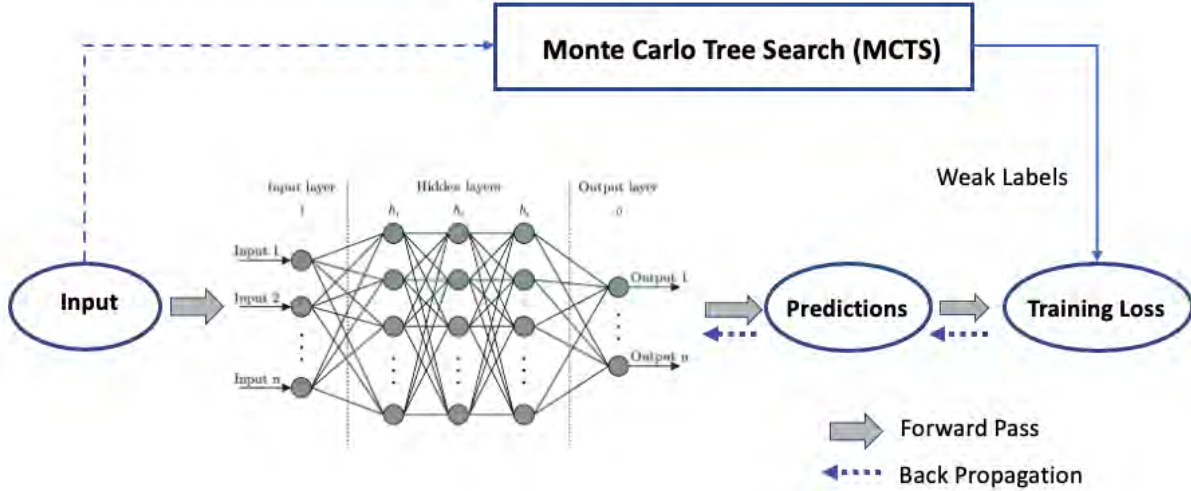 Monte Carlo Tree Search (MCTS)
Weak Labels
Input layer
Hidden layers
Output layer
Input 1
Input 2
Input n
Output 1
Output n
Input
Predictions
Training Loss
Forward Pass
Back Propagation